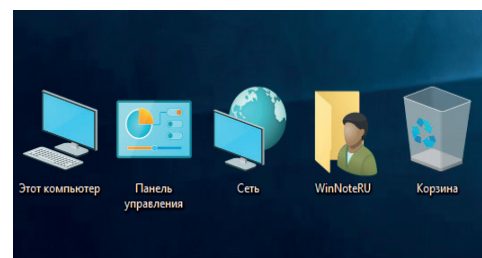 Этот компьютер
Панель
управления
Сеть
WinNoteRU
Корзина